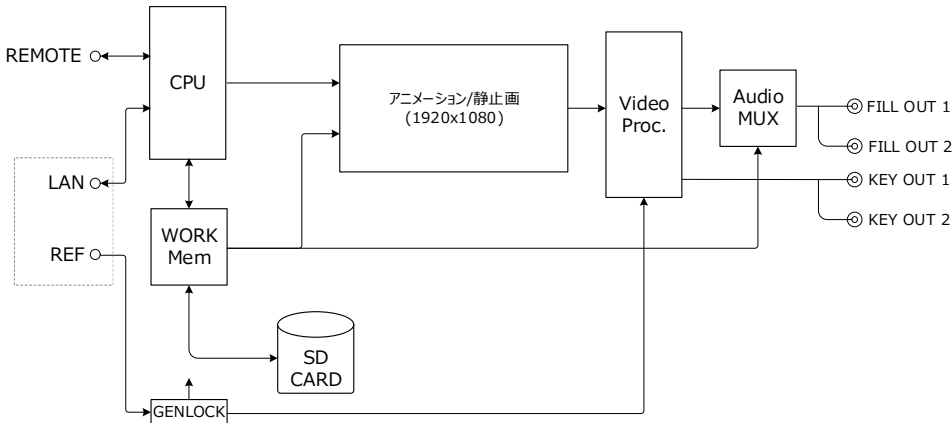 REMOTE
CPU
アニメーション/静止画
(1920x1080)
Video
Proc.
Audio
MUX
FILL OUT 1
FILL OUT 2
KEY OUT 1
KEY OUT 2
LAN
REF
WORK
Mem
SD
CARD
GENLOCK